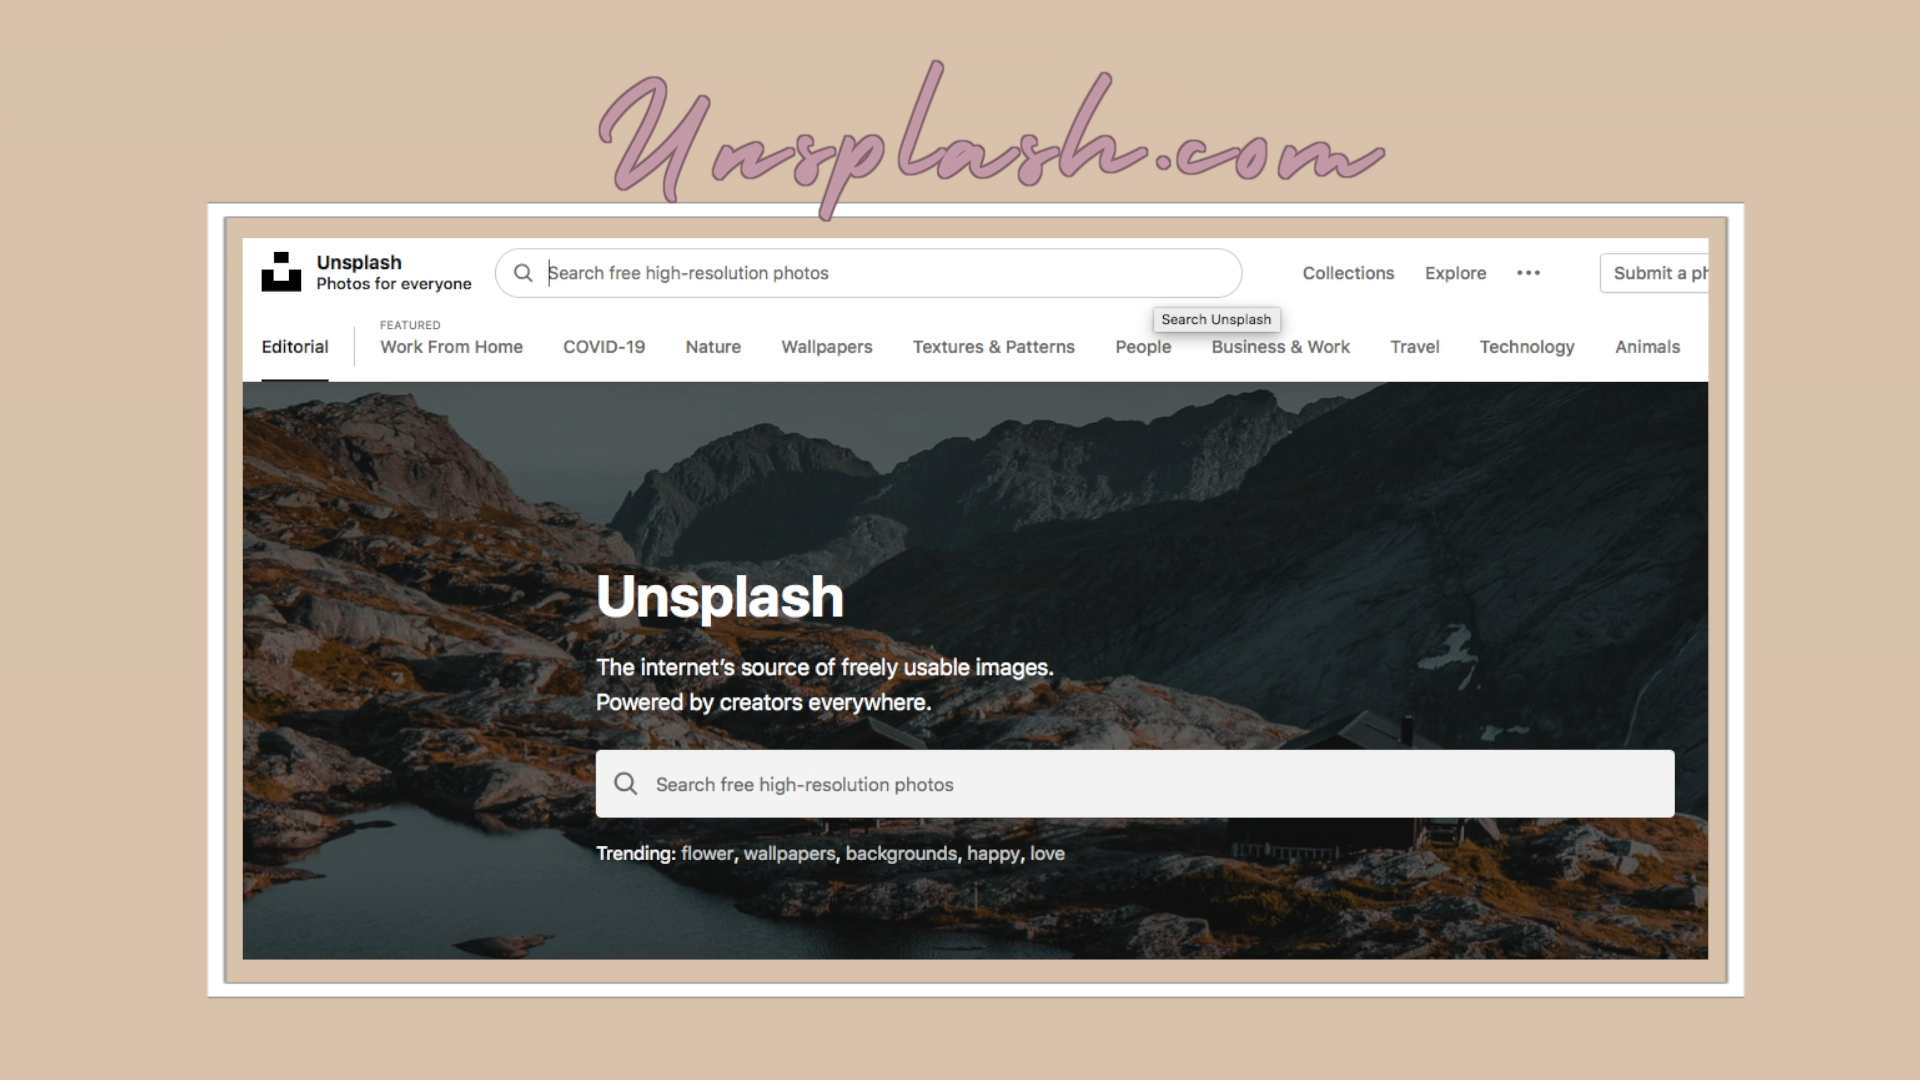 Unsplash.com
Unsplash
Photos for everyone
Search free high-resolution photos
Collections
Explore
Submit a ph
Search Unsplash
Editorial
FEATURED
Work From Home
COVID-19
Nature
Wallpapers
Textures & Patterns
People
Business & Work
Travel
Technology
Animals
Unsplash
The internet's source of freely usable images.
Powered by creators everywhere.
Search free high-resolution photos
Trending: flower, wallpapers, backgrounds, happy, love